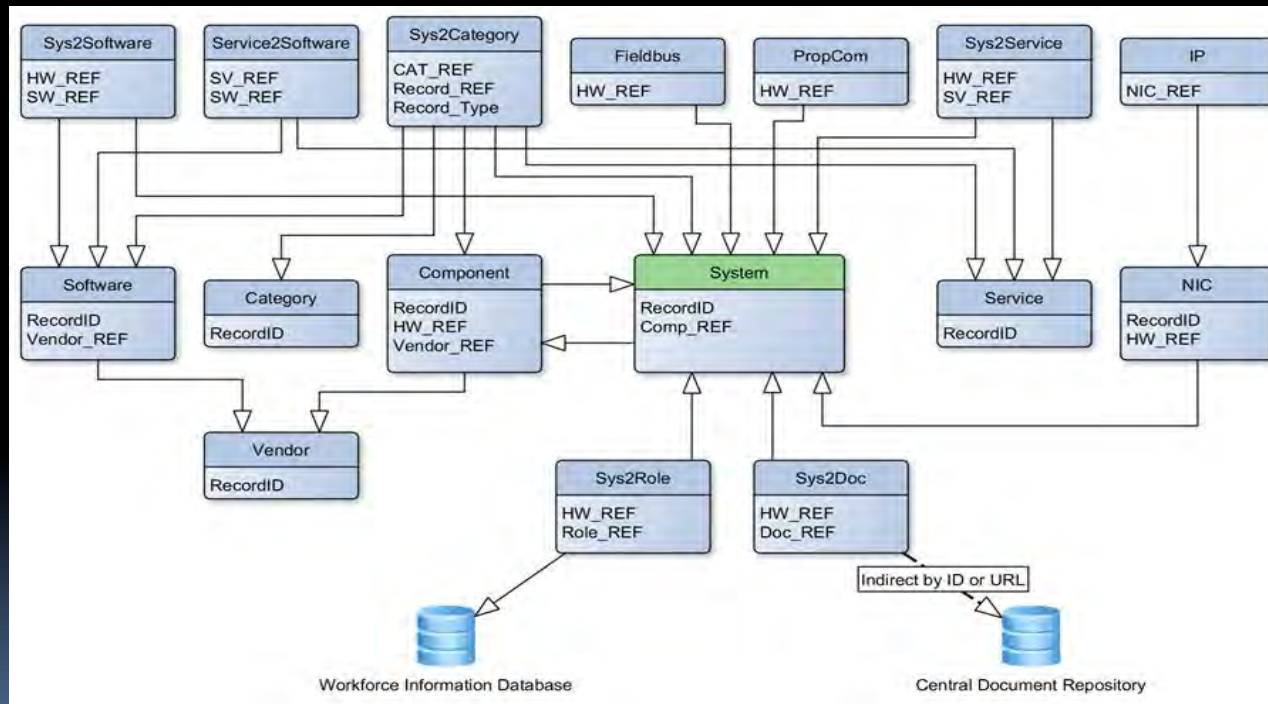 Sys2Software
HW_REF
SW_REF
Service2Software
SV_REF
SW_REF
Sys2Category
CAT_REF
Record_REF
Record_Type
Fieldbus
HW_REF
PropCom
HW_REF
Sys2Service
HW_REF
SV_REF
IP
NIC_REF
Software
RecordID
Vendor_REF
Category
RecordID
Component
RecordID
HW_REF
Vendor_REF
System
RecordID
Comp_REF
Service
RecordID
NIC
RecordID
HW_REF
Vendor
RecordID
Sys2Role
HW_REF
Role_REF
Sys2Doc
HW_REF
Doc_REF
Indirect by ID or URL
Workforce Information Database
Central Document Repository